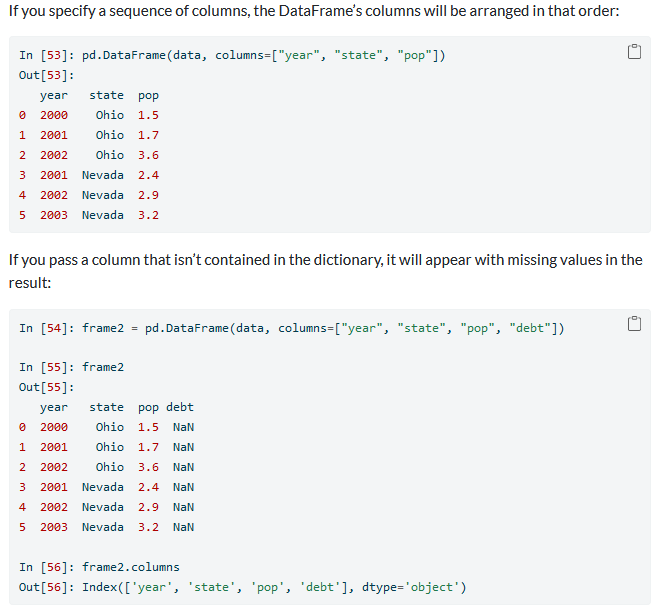 If you specify a sequence of columns, the DataFrame’s columns will be arranged in that order:
In [53]: pd.DataFrame(data, columns=["year", "state", "pop"])
Out[53]:
   year   state  pop
0  2000    Ohio  1.5
1  2001    Ohio  1.7
2  2002    Ohio  3.6
3  2001  Nevada  2.4
4  2002  Nevada  2.9
5  2003  Nevada  3.2
If you pass a column that isn’t contained in the dictionary, it will appear with missing values in the
result:
In [54]: frame2 = pd.DataFrame(data, columns=["year", "state", "pop", "debt"])
In [55]: frame2
Out[55]:
   year   state  pop debt
0  2000    Ohio  1.5  NaN
1  2001    Ohio  1.7  NaN
2  2002    Ohio  3.6  NaN
3  2001  Nevada  2.4  NaN
4  2002  Nevada  2.9  NaN
5  2003  Nevada  3.2  NaN
In [56]: frame2.columns
Out[56]: Index(['year', 'state', 'pop', 'debt'], dtype='object')